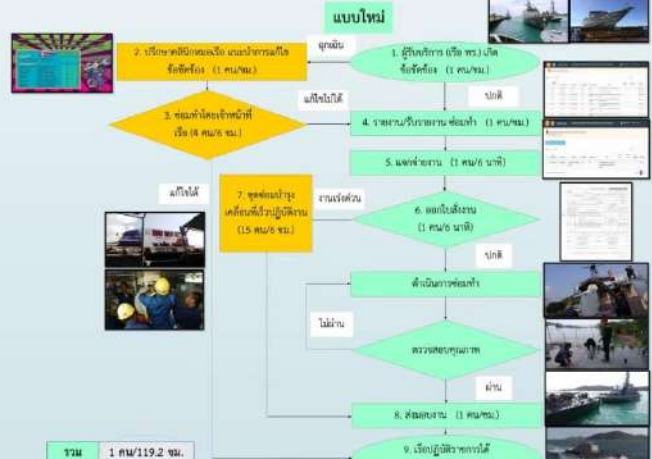 แบบใหม่
1. ผู้รับบริการ (เรือ ทร.) เกิด
ข้อขัดข้อง (1 คน/ชม.)
ฉุกเฉิน
2. ปรึกษาคลินิกหมอเรือ แนะนำการแก้ไข
ข้อขัดข้อง (1 คน/ชม.)
ปกติ
3. ซ่อมทำโดยเจ้าหน้าที่
เรือ (4 คน/6 ชม.)
แก้ไขไม่ได้
4. รายงาน/รับรายงาน ซ่อมทำ (1 คน/ชม.)
5. แจกจ่ายงาน (1 คน/6 นาที)
แก้ไขได้
6. ออกใบสั่งงาน
(1 คน/6 นาที)
งานเร่งด่วน
7. ชุดซ่อมบำรุง
เคลื่อนที่เร็วปฏิบัติงาน
(15 คน/6 ชม.)
ปกติ
ดำเนินการซ่อมทำ
ไม่ผ่าน
ตรวจสอบคุณภาพ
ผ่าน
8. ส่งมอบงาน (1 คน/ชม.)
9. เรือปฏิบัติราชการได้
รวม 1 คน/119.2 ชม.